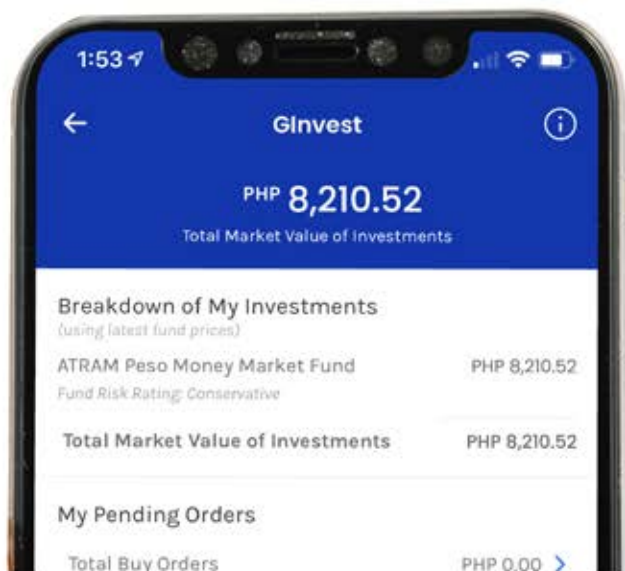 1:53
GInvest
PHP 8,210.52
Total Market Value of Investments
Breakdown of My Investments
(using latest fund prices)
ATRAM Peso Money Market Fund PHP 8,210.52
Fund Risk Rating: Conservative
Total Market Value of Investments PHP 8,210.52
My Pending Orders
Total Buy Orders PHP 0.00